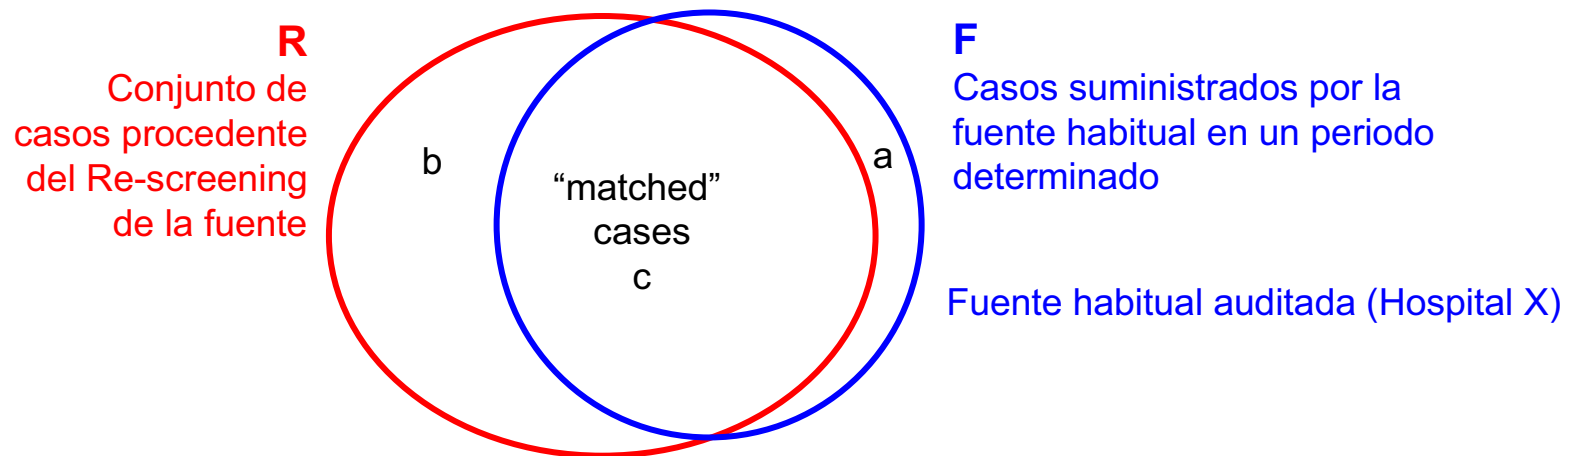 R
Conjunto de
casos procedente
del Re-screening
de la fuente
b
“matched”
cases
c
a
F
Casos suministrados por la
fuente habitual en un periodo
determinado
Fuente habitual auditada (Hospital X)